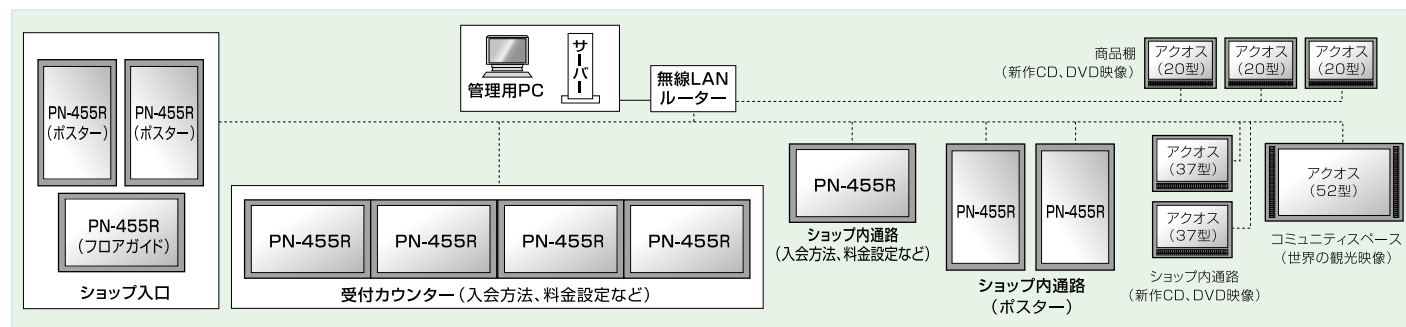 PN-455R
(ポスター)
PN-455R
(ポスター)
PN-455R
(フロアガイド)
ショップ入口
管理用PC
サーバー
無線LAN
ルーター
PN-455R
PN-455R
PN-455R
PN-455R
受付カウンター(入会方法、料金設定など)
PN-455R
ショップ内通路
(入会方法、料金設定など)
PN-455R
PN-455R
ショップ内通路
(ポスター)
商品棚
(新作CD、DVD映像)
アクオス
(20型)
アクオス
(20型)
アクオス
(20型)
アクオス
(37型)
アクオス
(37型)
ショップ内通路
(新作CD、DVD映像)
アクオス
(52型)
コミュニティスペース
(世界の観光映像)